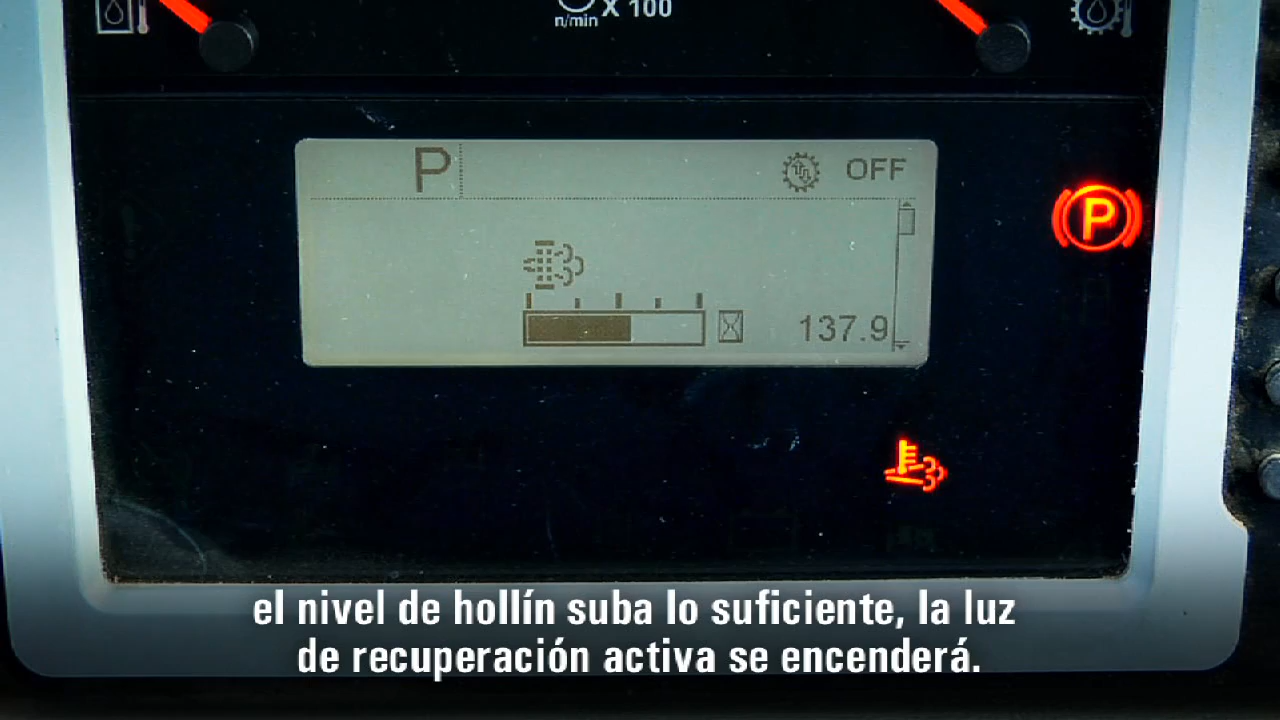 n/min X 100
P
OFF
P
137.9
el nivel de hollín suba lo suficiente, la luz
de recuperación activa se encenderá.